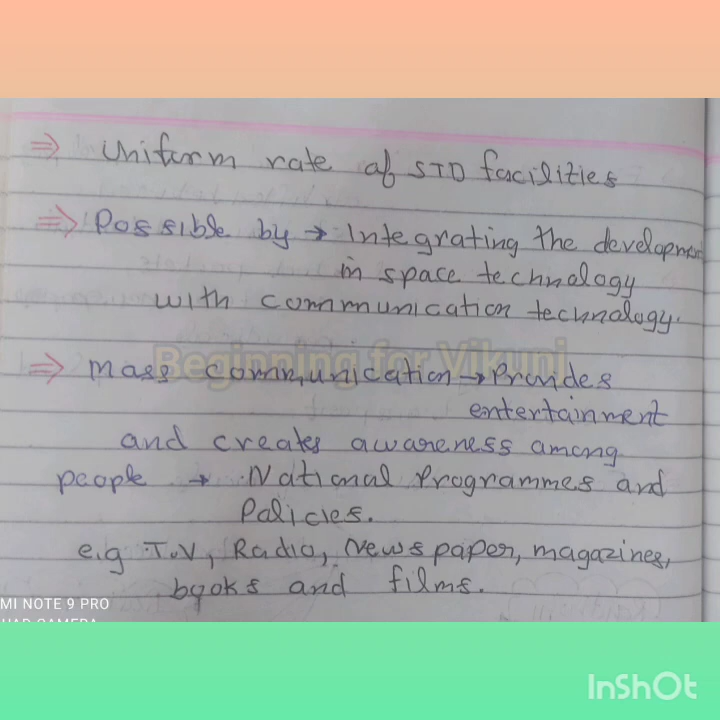 ⇒ Uniform rate of STD facilities
⇒ Possible by → Integrating the development
in space technology
with communication technology.
Beginning for Vikunj
⇒ Mass communication → Provides
entertainment
and creates awareness among
people → National Programmes and
Policies.
e.g T.V, Radio, Newspaper, magazines,
books and films.
MI NOTE 9 PRO
InShOt